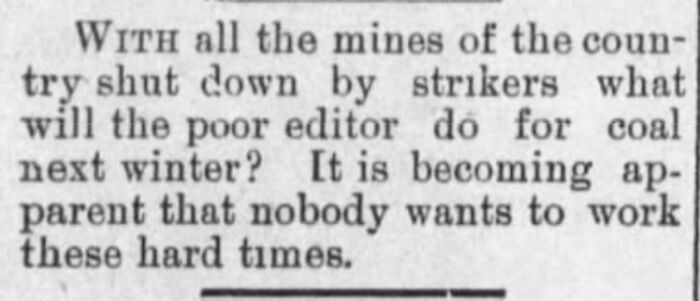 WITH all the mines of the coun-
try shut down by strikers what
will the poor editor do for coal
next winter? It is becoming ap-
parent that nobody wants to work
these hard times.